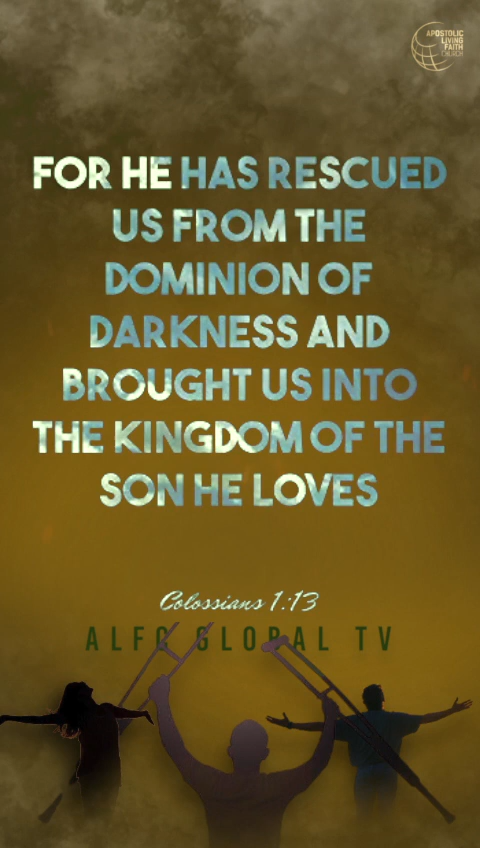 APOSTOLIC
LIVING
FAITH
CHURCH
FOR HE HAS RESCUED
US FROM THE
DOMINION OF
DARKNESS AND
BROUGHT US INTO
THE KINGDOM OF THE
SON HE LOVES
Colossians 1:13
ALFC GLOBAL TV